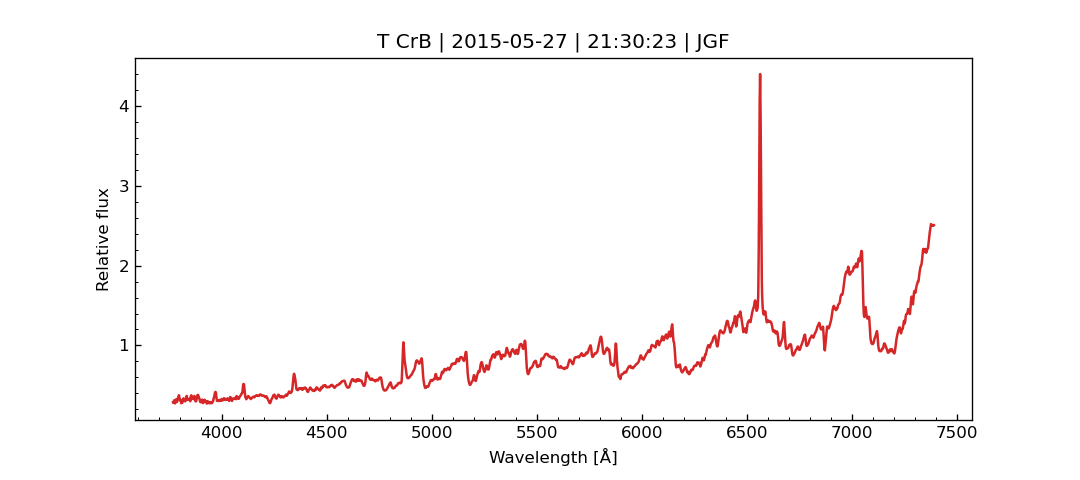 T CrB | 2015-05-27 | 21:30:23 | JGF
Relative flux
4
3
2
1
4000 4500 5000 5500 6000 6500 7000 7500
Wavelength [Å]